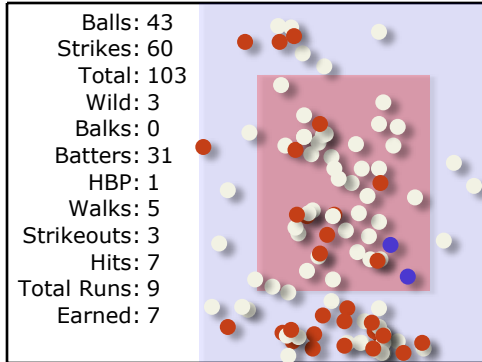 Balls: 43
Strikes: 60
Total: 103
Wild: 3
Balks: 0
Batters: 31
HBP: 1
Walks: 5
Strikeouts: 3
Hits: 7
Total Runs: 9
Earned: 7